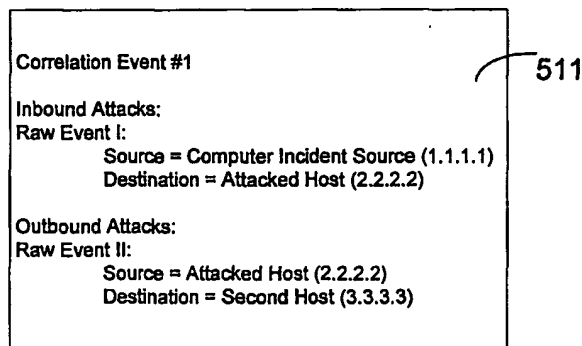 Correlation Event #1
511
Inbound Attacks:
Raw Event I:
Source = Computer Incident Source (1.1.1.1)
Destination = Attacked Host (2.2.2.2)
Outbound Attacks:
Raw Event II:
Source = Attacked Host (2.2.2.2)
Destination = Second Host (3.3.3.3)